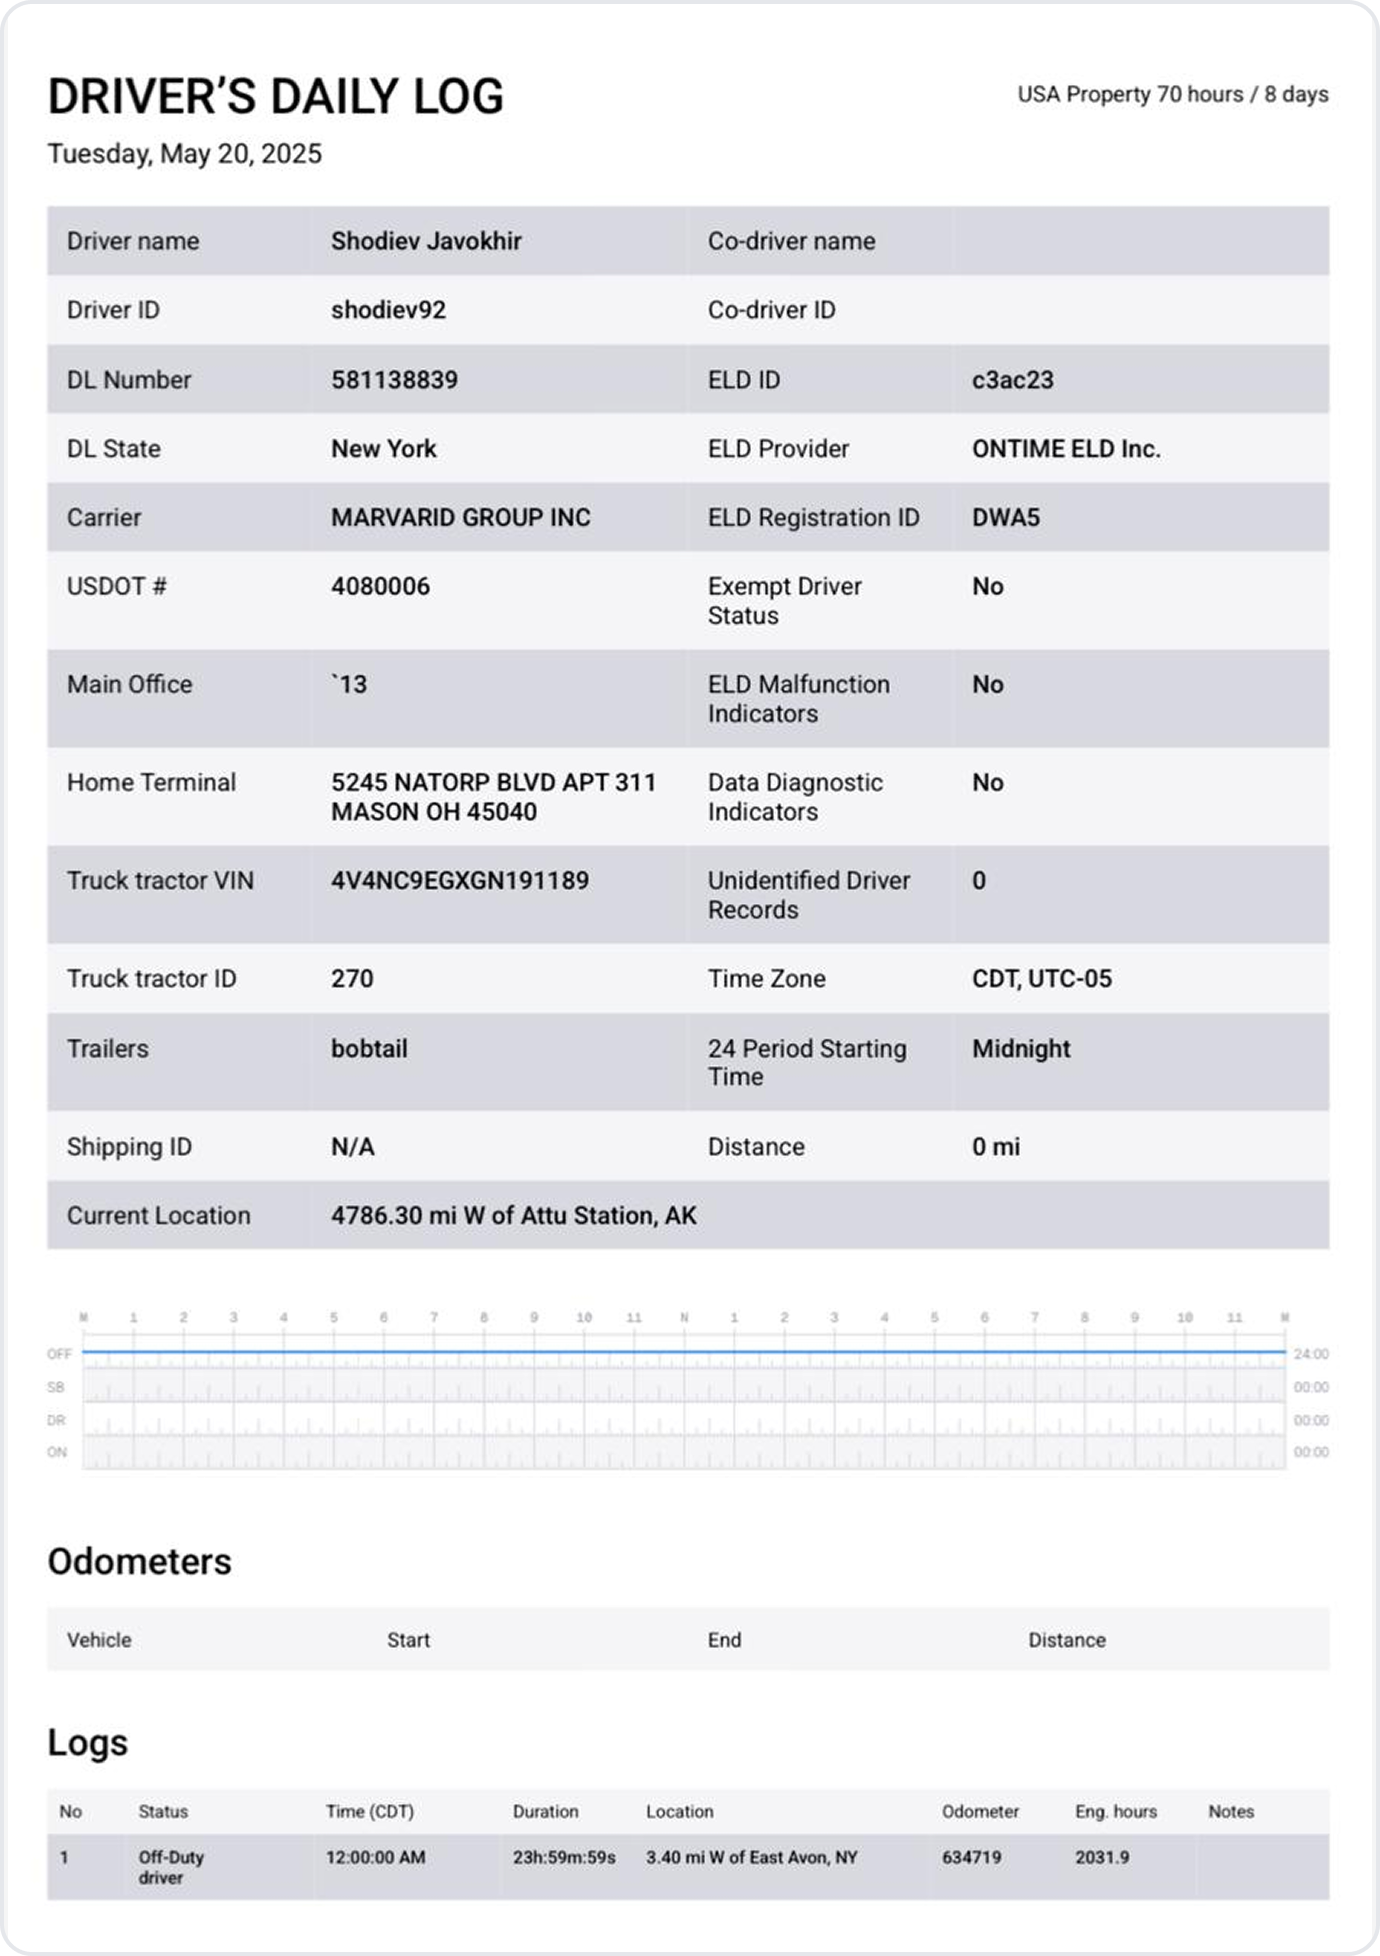 DRIVER’S DAILY LOG
USA Property 70 hours / 8 days
Tuesday, May 20, 2025
Driver name Shodiev Javokhir Co-driver name
Driver ID shodiev92 Co-driver ID
DL Number 581138839 ELD ID c3ac23
DL State New York ELD Provider ONTIME ELD Inc.
Carrier MARVARID GROUP INC ELD Registration ID DWA5
USDOT # 4080006 Exempt Driver No
Status
Main Office `13 ELD Malfunction No
Indicators
Home Terminal 5245 NATORP BLVD APT 311 Data Diagnostic No
MASON OH 45040 Indicators
Truck tractor VIN 4V4NC9EGXGN191189 Unidentified Driver 0
Records
Truck tractor ID 270 Time Zone CDT, UTC-05
Trailers bobtail 24 Period Starting Midnight
Time
Shipping ID N/A Distance 0 mi
Current Location 4786.30 mi W of Attu Station, AK
M 1 2 3 4 5 6 7 8 9 10 11 N 1 2 3 4 5 6 7 8 9 10 11 M
OFF 24:00
SB 00:00
DR 00:00
ON 00:00
Odometers
Vehicle Start End Distance
Logs
No Status Time (CDT) Duration Location Odometer Eng. hours Notes
1 Off-Duty 12:00:00 AM 23h:59m:59s 3.40 mi W of East Avon, NY 634719 2031.9
driver